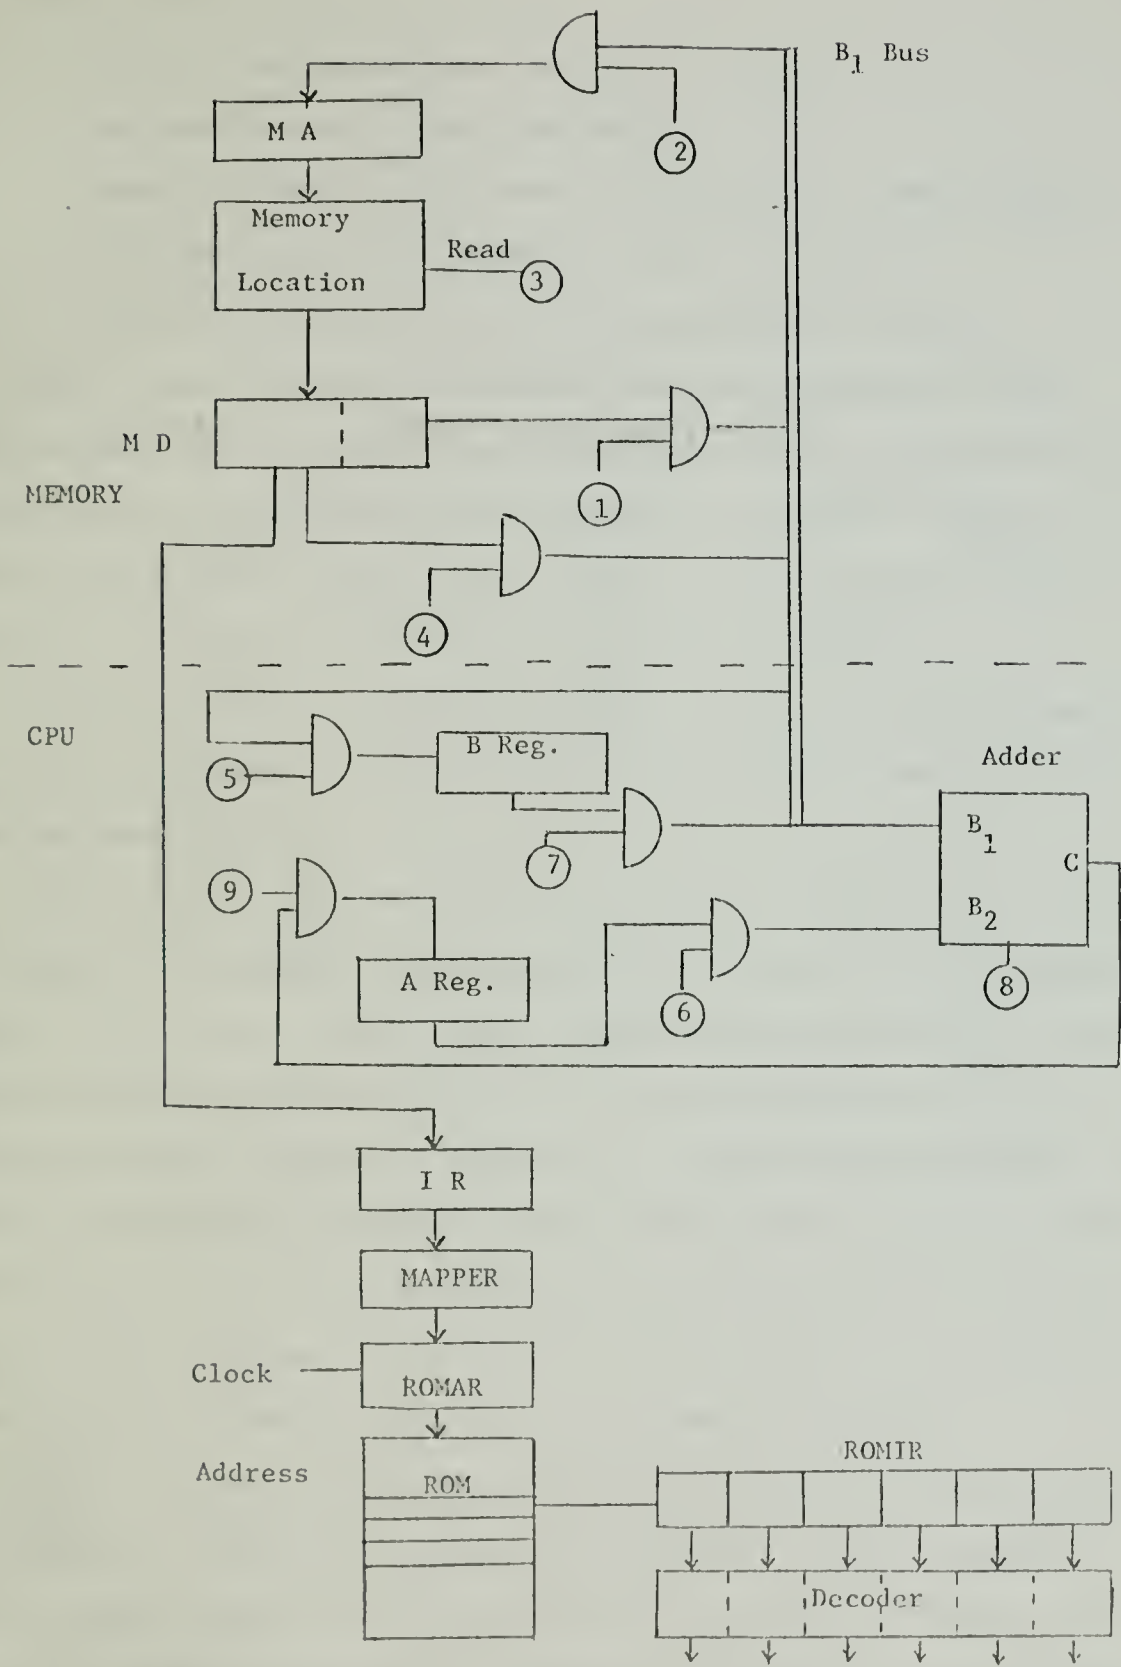 B1 Bus
M A
2
Memory
Location
Read
3
M D
1
MEMORY
4
CPU
B Reg.
5
Adder
7
B1
C
9
B2
A Reg.
6
8
I R
MAPPER
Clock
ROMAR
Address
ROM
ROMIR
Decoder